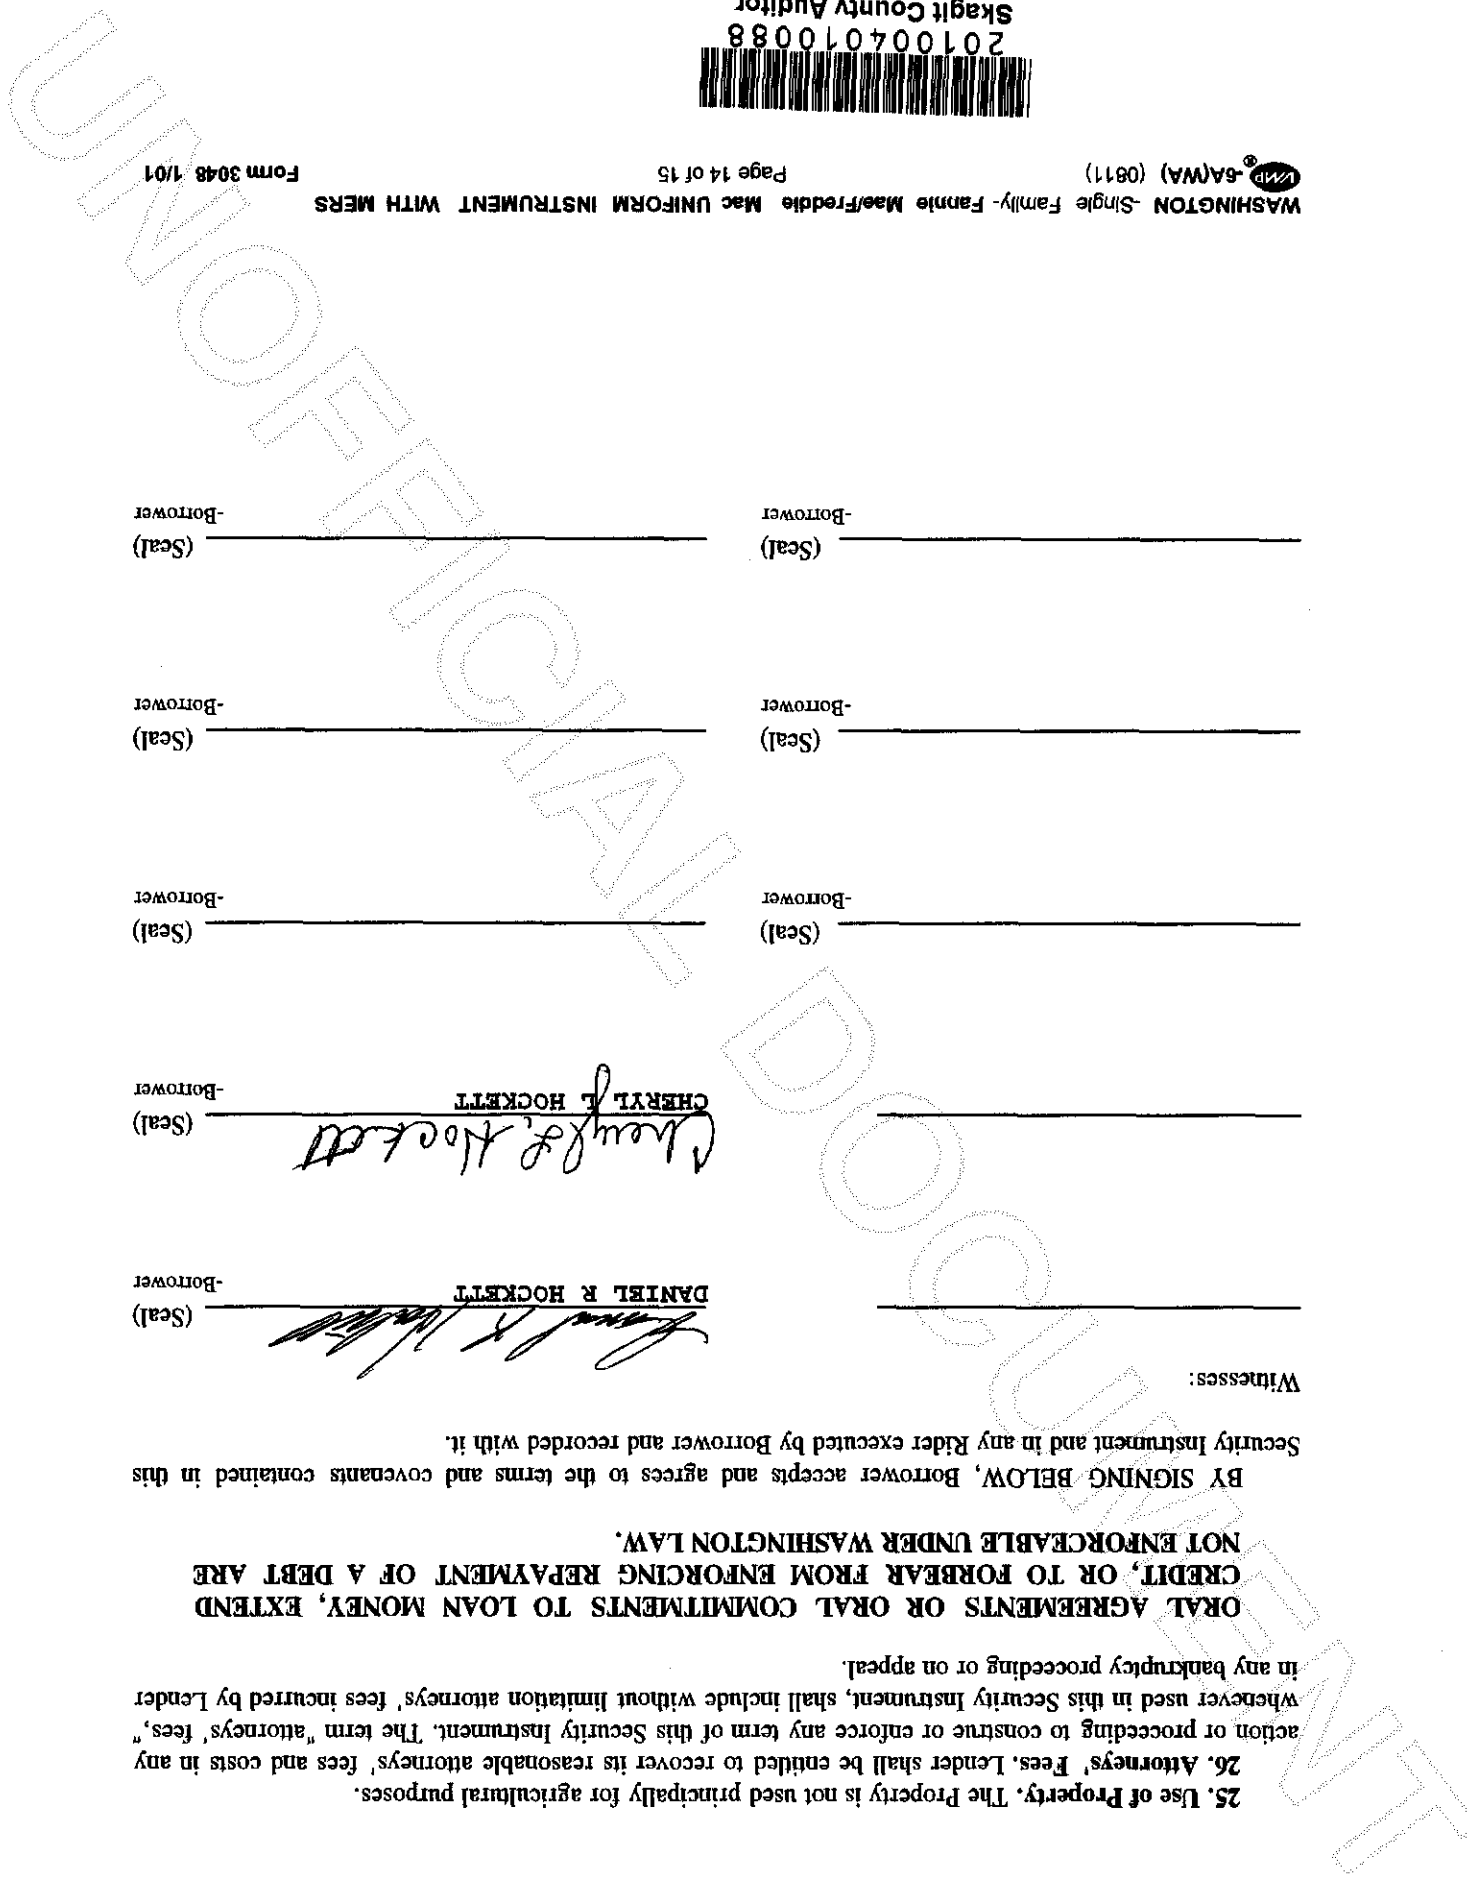 25. Use of Property. The Property is not used principally for agricultural purposes.
26. Attorneys' Fees. Lender shall be entitled to recover its reasonable attorneys' fees and costs in any
action or proceeding to construe or enforce any term of this Security Instrument. The term "attorneys' fees,"
whenever used in this Security Instrument, shall include without limitation attorneys' fees incurred by Lender
in any bankruptcy proceeding or on appeal.
ORAL AGREEMENTS OR ORAL COMMITMENTS TO LOAN MONEY, EXTEND
CREDIT, OR TO FORBEAR FROM ENFORCING REPAYMENT OF A DEBT ARE
NOT ENFORCEABLE UNDER WASHINGTON LAW.
BY SIGNING BELOW, Borrower accepts and agrees to the terms and covenants contained in this
Security Instrument and in any Rider executed by Borrower and recorded with it.
Witnesses:
(Seal)
DANIEL R HOCKETT
-Borrower
Cheryl L. Hockett
(Seal)
CHERYL L HOCKETT
-Borrower
(Seal) (Seal)
-Borrower -Borrower
(Seal) (Seal)
-Borrower -Borrower
(Seal) (Seal)
-Borrower -Borrower
WASHINGTON -Single Family- Fannie Mae/Freddie Mac UNIFORM INSTRUMENT WITH MERS
VMP®-6A(WA) (0811) Page 14 of 15 Form 3048 1/01
201004010088
Skagit County Auditor
UNOFFICIAL DOCUMENT